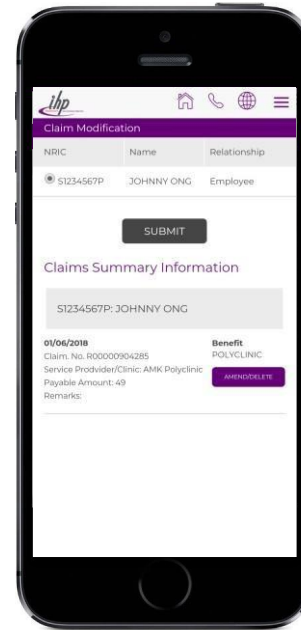 ihp
Claim Modification
NRIC Name Relationship
S1234567P JOHNNY ONG Employee
SUBMIT
Claims Summary Information
S1234567P: JOHNNY ONG
01/06/2018 Benefit
Claim. No. R00000904285 POLYCLINIC
Service Prodvider/Clinic: AMK Polyclinic
AMEND/DELETE
Payable Amount: 49
Remarks: